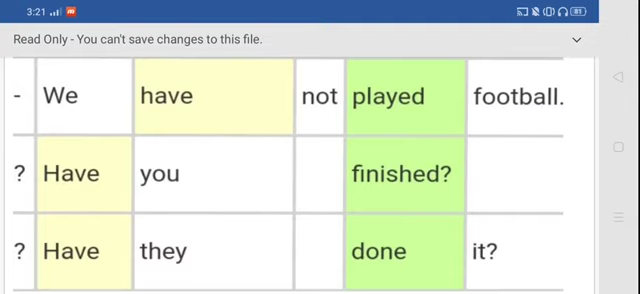 3:21 81
Read Only - You can't save changes to this file.
- We have not played football.
? Have you finished?
? Have they done it?